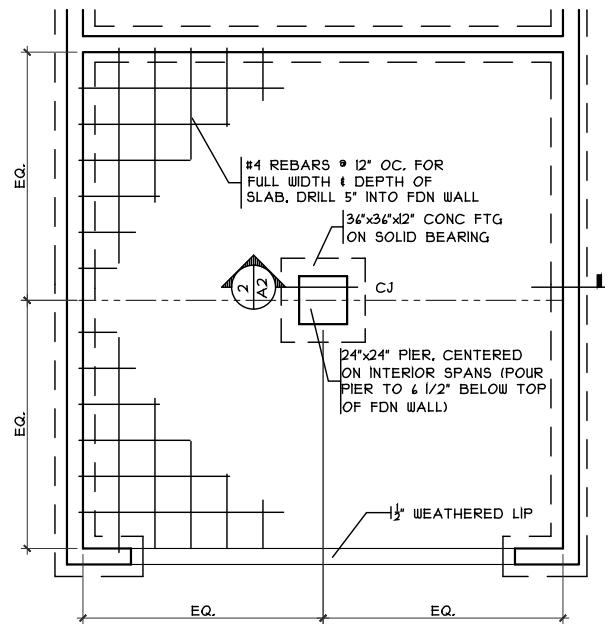 #4 REBARS @ 12" OC. FOR
FULL WIDTH & DEPTH OF
SLAB. DRILL 5" INTO FDN WALL
36"x36"x12" CONC FTG
ON SOLID BEARING
EQ.
2
A2
CJ
24"x24" PIER, CENTERED
ON INTERIOR SPANS (POUR
PIER TO 6 1/2" BELOW TOP
OF FDN WALL)
EQ.
1/2" WEATHERED LIP
EQ.
EQ.